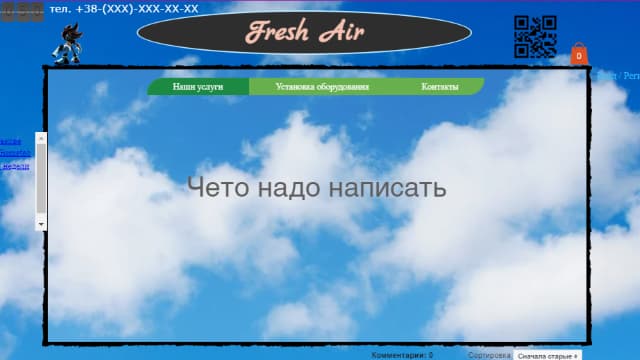 тел. +38-(XXX)-XXX-XX-XX
Fresh Air
0
Наши услуги
Установка оборудования
Контакты
недели
Чето надо написать
Комментарии: 0
Сортировка:
Сначала старые